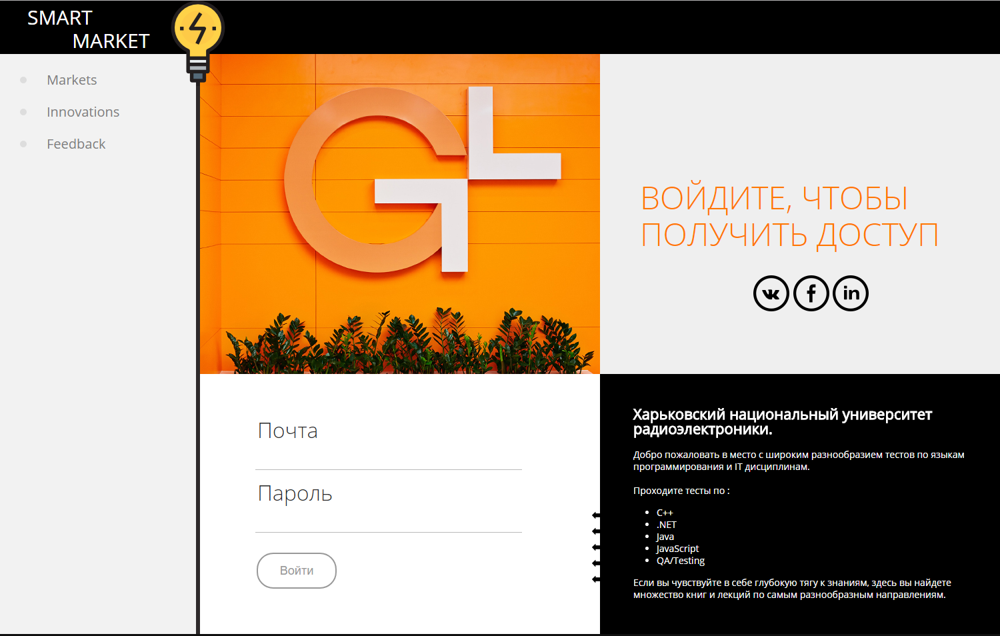 SMART
MARKET
Markets
Innovations
Feedback
ВОЙДИТЕ, ЧТОБЫ
ПОЛУЧИТЬ ДОСТУП
Почта
Пароль
Войти
Харьковский национальный университет
радиоэлектроники.
Добро пожаловать в место с широким разнообразием тестов по языкам
программирования и IT дисциплинам.
Проходите тесты по :
C++
.NET
Java
JavaScript
QA/Testing
Если вы чувствуйте в себе глубокую тягу к знаниям, здесь вы найдете
множество книг и лекций по самым разнообразным направлениям.